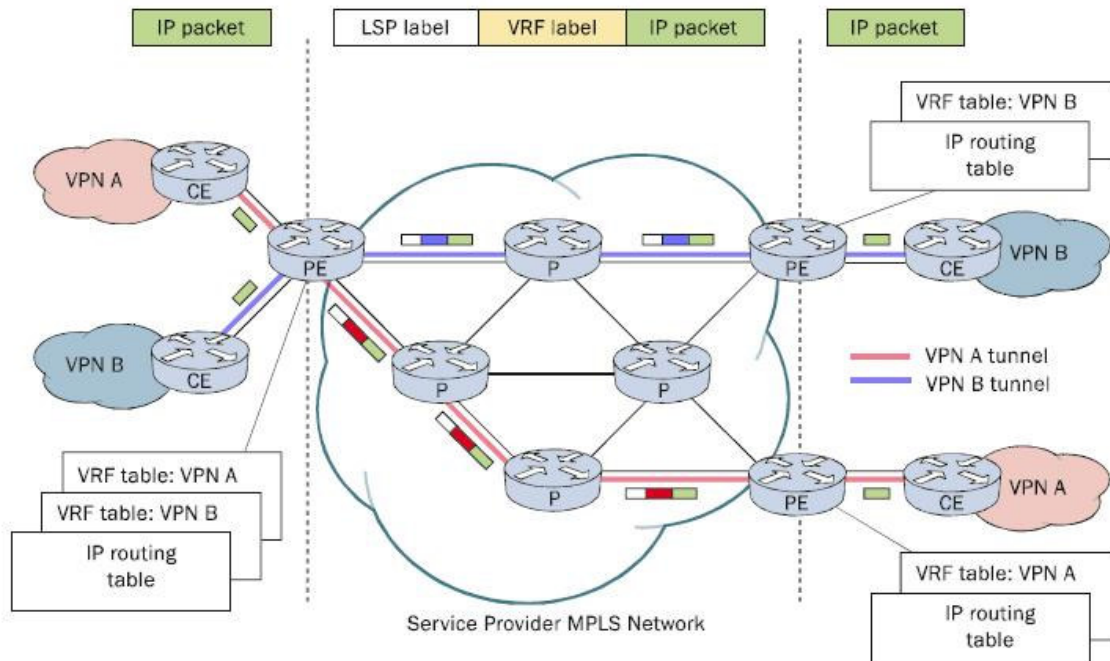 IP packet
LSP label
VRF label
IP packet
IP packet
VRF table: VPN B
IP routing
table
VPN A
CE
PE
P
PE
CE
VPN B
VPN B
CE
P
P
VPN A tunnel
VPN B tunnel
VRF table: VPN A
VRF table: VPN B
IP routing
table
P
PE
CE
VPN A
VRF table: VPN A
IP routing
table
Service Provider MPLS Network